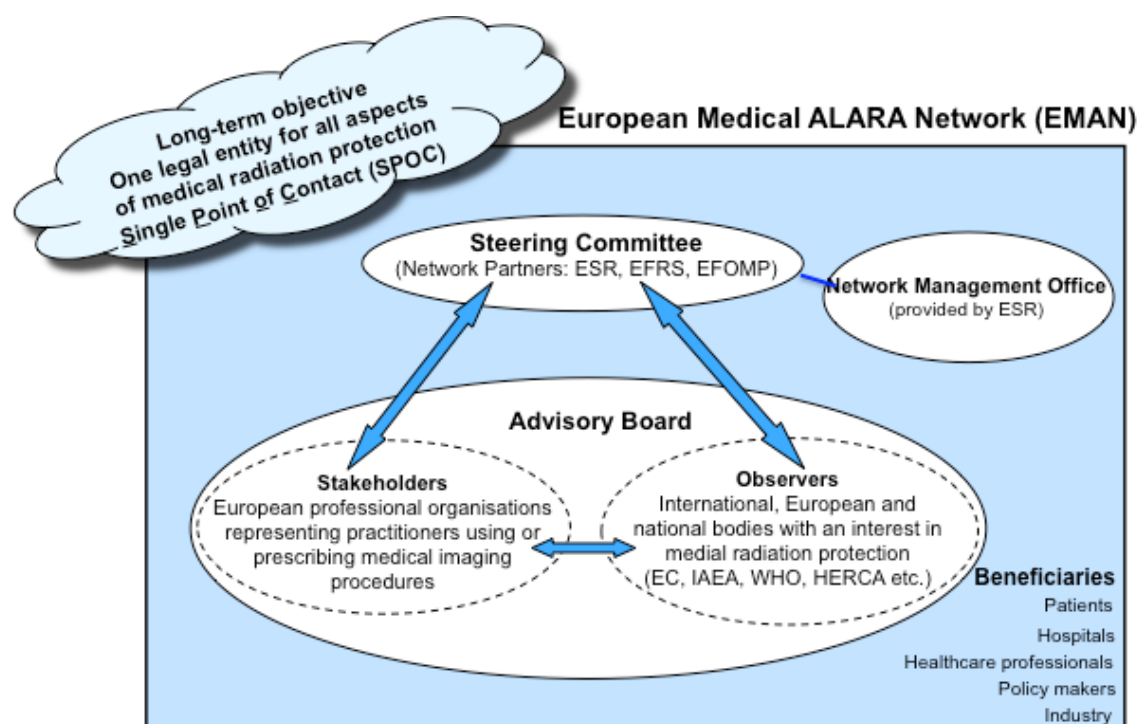 Long-term objective
One legal entity for all aspects
of medical radiation protection
Single Point of Contact (SPOC)
European Medical ALARA Network (EMAN)
Steering Committee
(Network Partners: ESR, EFRS, EFOMP)
Network Management Office
(provided by ESR)
Advisory Board
Stakeholders
European professional organisations
representing practitioners using or
prescribing medical imaging
procedures
Observers
International, European and
national bodies with an interest in
medial radiation protection
(EC, IAEA, WHO, HERCA etc.)
Beneficiaries
Patients
Hospitals
Healthcare professionals
Policy makers
Industry